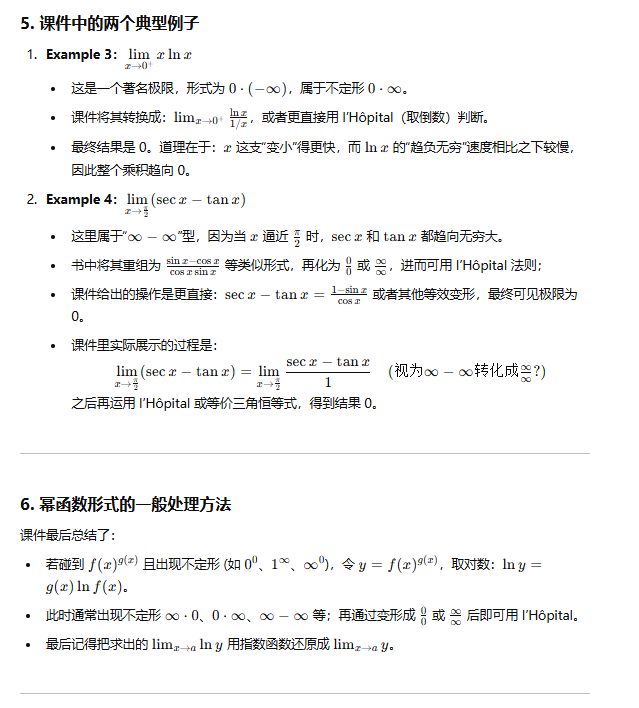 5. 课件中的两个典型例子
1. Example 3: lim_{x→0⁺} x ln x
• 这是一个著名极限，形式为 0 · (−∞)，属于不定形 0 · ∞。
• 课件将其转换成：lim_{x→0⁺} \frac{ln x}{1/x}，或者更直接用 l'Hôpital（取倒数）判断。
• 最终结果是 0。道理在于：x 这支“变小”得更快，而 ln x 的“趋负无穷”速度相比之下较慢，
因此整个乘积趋向 0。
2. Example 4: lim_{x→\frac{π}{2}} (sec x − tan x)
• 这里属于“∞ − ∞”型，因为当 x 逼近 \frac{π}{2} 时，sec x 和 tan x 都趋向无穷大。
• 书中将其重组为 \frac{sin x−cos x}{cos x sin x} 等类似形式，再化为 \frac{0}{0} 或 \frac{∞}{∞}，进而可用 l'Hôpital 法则；
• 课件给出的操作是更直接：sec x − tan x = \frac{1−sin x}{cos x} 或者其他等效变形，最终可见极限为
0。
• 课件里实际展示的过程是：
lim_{x→\frac{π}{2}} (sec x − tan x) = lim_{x→\frac{π}{2}} \frac{sec x − tan x}{1} （视为∞ − ∞转化成\frac{∞}{∞}?）
之后再运用 l'Hôpital 或等价三角恒等式，得到结果 0。
6. 幂函数形式的一般处理方法
课件最后总结了：
• 若碰到 f(x)^{g(x)} 且出现不定形 (如 0⁰、1^∞、∞⁰)，令 y = f(x)^{g(x)}，取对数：ln y =
g(x) ln f(x)。
• 此时通常出现不定形 ∞ · 0、0 · ∞、∞ − ∞ 等；再通过变形成 \frac{0}{0} 或 \frac{∞}{∞} 后即可用 l'Hôpital。
• 最后记得把求出的 lim_{x→a} ln y 用指数函数还原成 lim_{x→a} y。